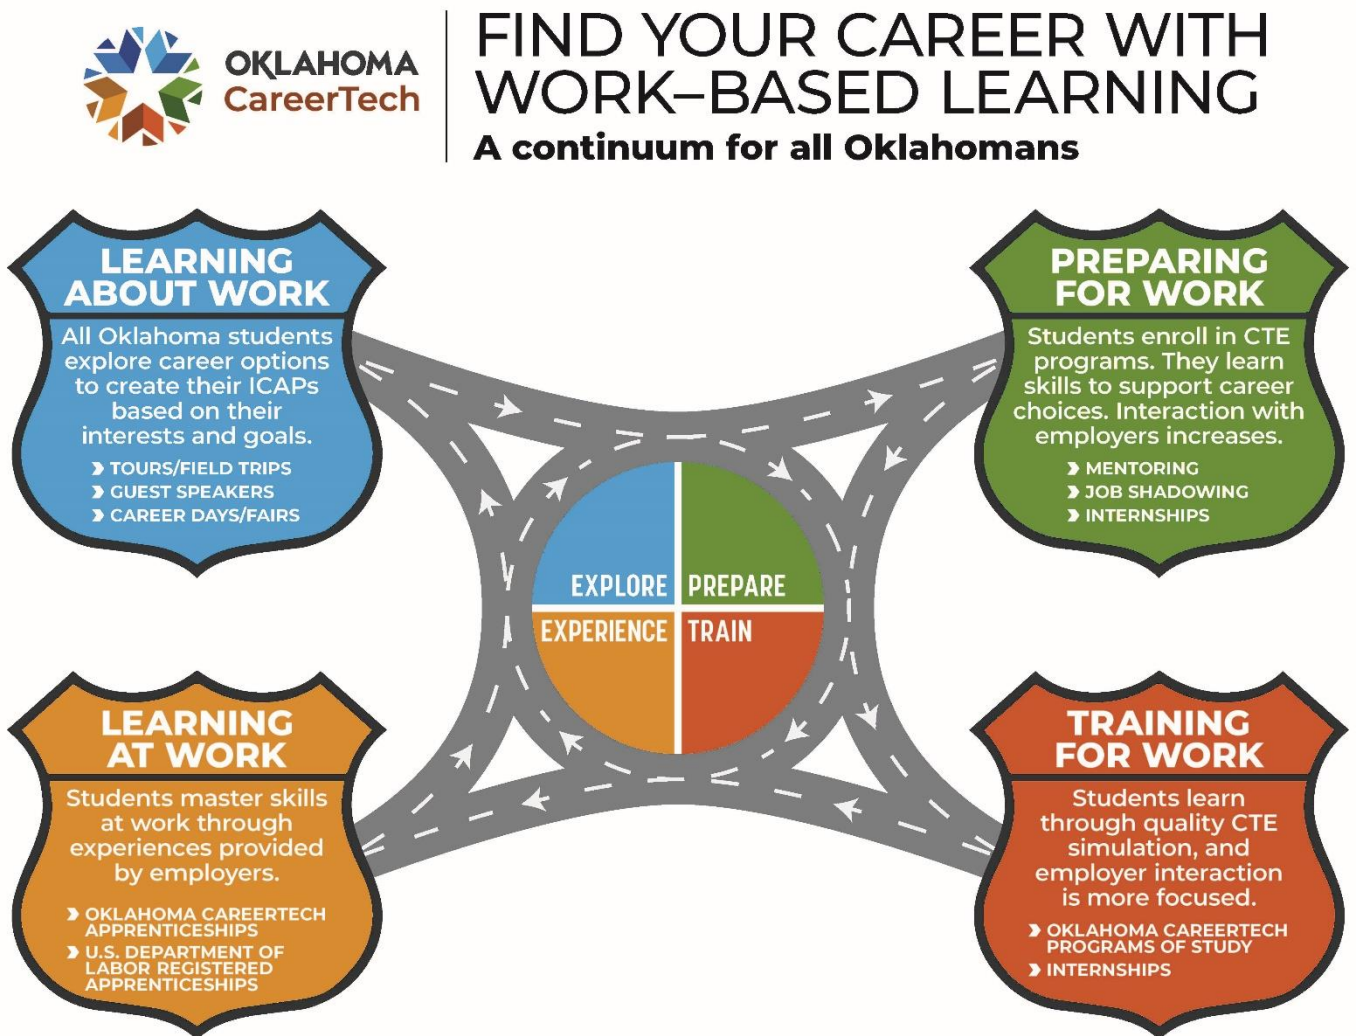 OKLAHOMA
CareerTech
FIND YOUR CAREER WITH
WORK–BASED LEARNING
A continuum for all Oklahomans
LEARNING
ABOUT WORK
All Oklahoma students
explore career options
to create their ICAPs
based on their
interests and goals.
TOURS/FIELD TRIPS
GUEST SPEAKERS
CAREER DAYS/FAIRS
PREPARING
FOR WORK
Students enroll in CTE
programs. They learn
skills to support career
choices. Interaction with
employers increases.
MENTORING
JOB SHADOWING
INTERNSHIPS
EXPLORE
PREPARE
EXPERIENCE
TRAIN
LEARNING
AT WORK
Students master skills
at work through
experiences provided
by employers.
OKLAHOMA CAREERTECH
APPRENTICESHIPS
U.S. DEPARTMENT OF
LABOR REGISTERED
APPRENTICESHIPS
TRAINING
FOR WORK
Students learn
through quality CTE
simulation, and
employer interaction
is more focused.
OKLAHOMA CAREERTECH
PROGRAMS OF STUDY
INTERNSHIPS